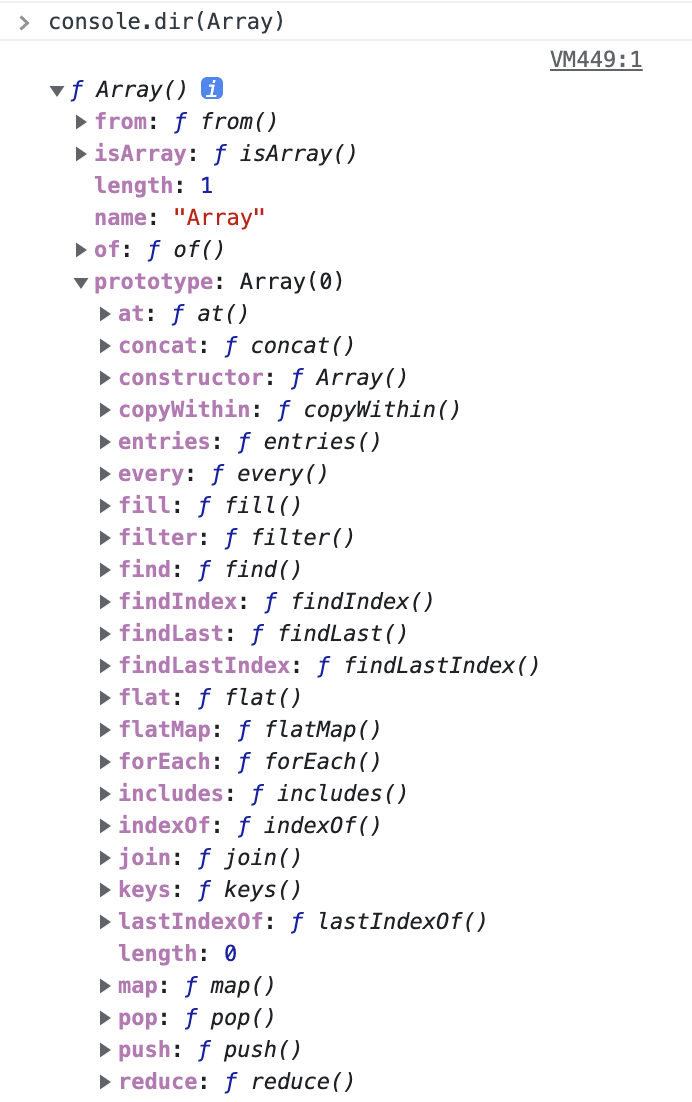 > console.dir(Array)
VM449:1
▼ƒ Array() i
▶from: ƒ from()
▶isArray: ƒ isArray()
length: 1
name: "Array"
▶of: ƒ of()
▼prototype: Array(0)
▶at: ƒ at()
▶concat: ƒ concat()
▶constructor: ƒ Array()
▶copyWithin: ƒ copyWithin()
▶entries: ƒ entries()
▶every: ƒ every()
▶fill: ƒ fill()
▶filter: ƒ filter()
▶find: ƒ find()
▶findIndex: ƒ findIndex()
▶findLast: ƒ findLast()
▶findLastIndex: ƒ findLastIndex()
▶flat: ƒ flat()
▶flatMap: ƒ flatMap()
▶forEach: ƒ forEach()
▶includes: ƒ includes()
▶indexOf: ƒ indexOf()
▶join: ƒ join()
▶keys: ƒ keys()
▶lastIndexOf: ƒ lastIndexOf()
length: 0
▶map: ƒ map()
▶pop: ƒ pop()
▶push: ƒ push()
▶reduce: ƒ reduce()